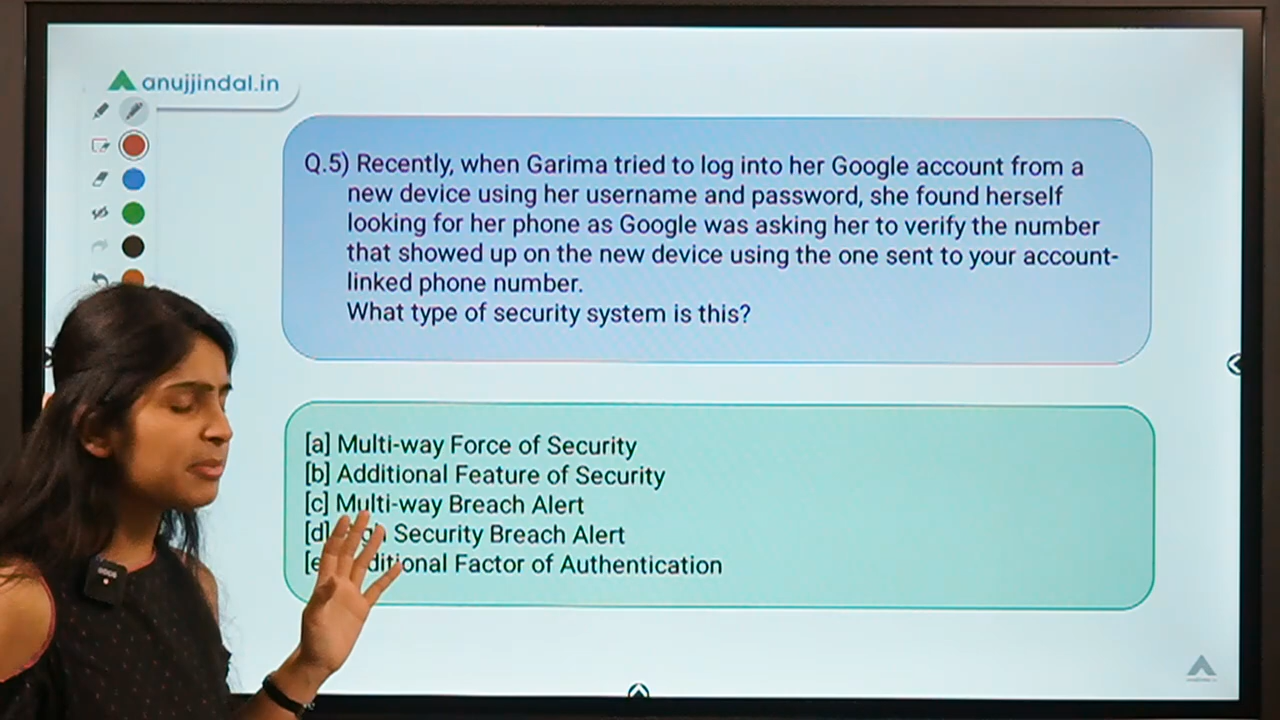 anujjindal.in
Q.5) Recently, when Garima tried to log into her Google account from a
new device using her username and password, she found herself
looking for her phone as Google was asking her to verify the number
that showed up on the new device using the one sent to your account-
linked phone number.
What type of security system is this?
[a] Multi-way Force of Security
[b] Additional Feature of Security
[c] Multi-way Breach Alert
[d] Security Breach Alert
[e] Factor of Authentication